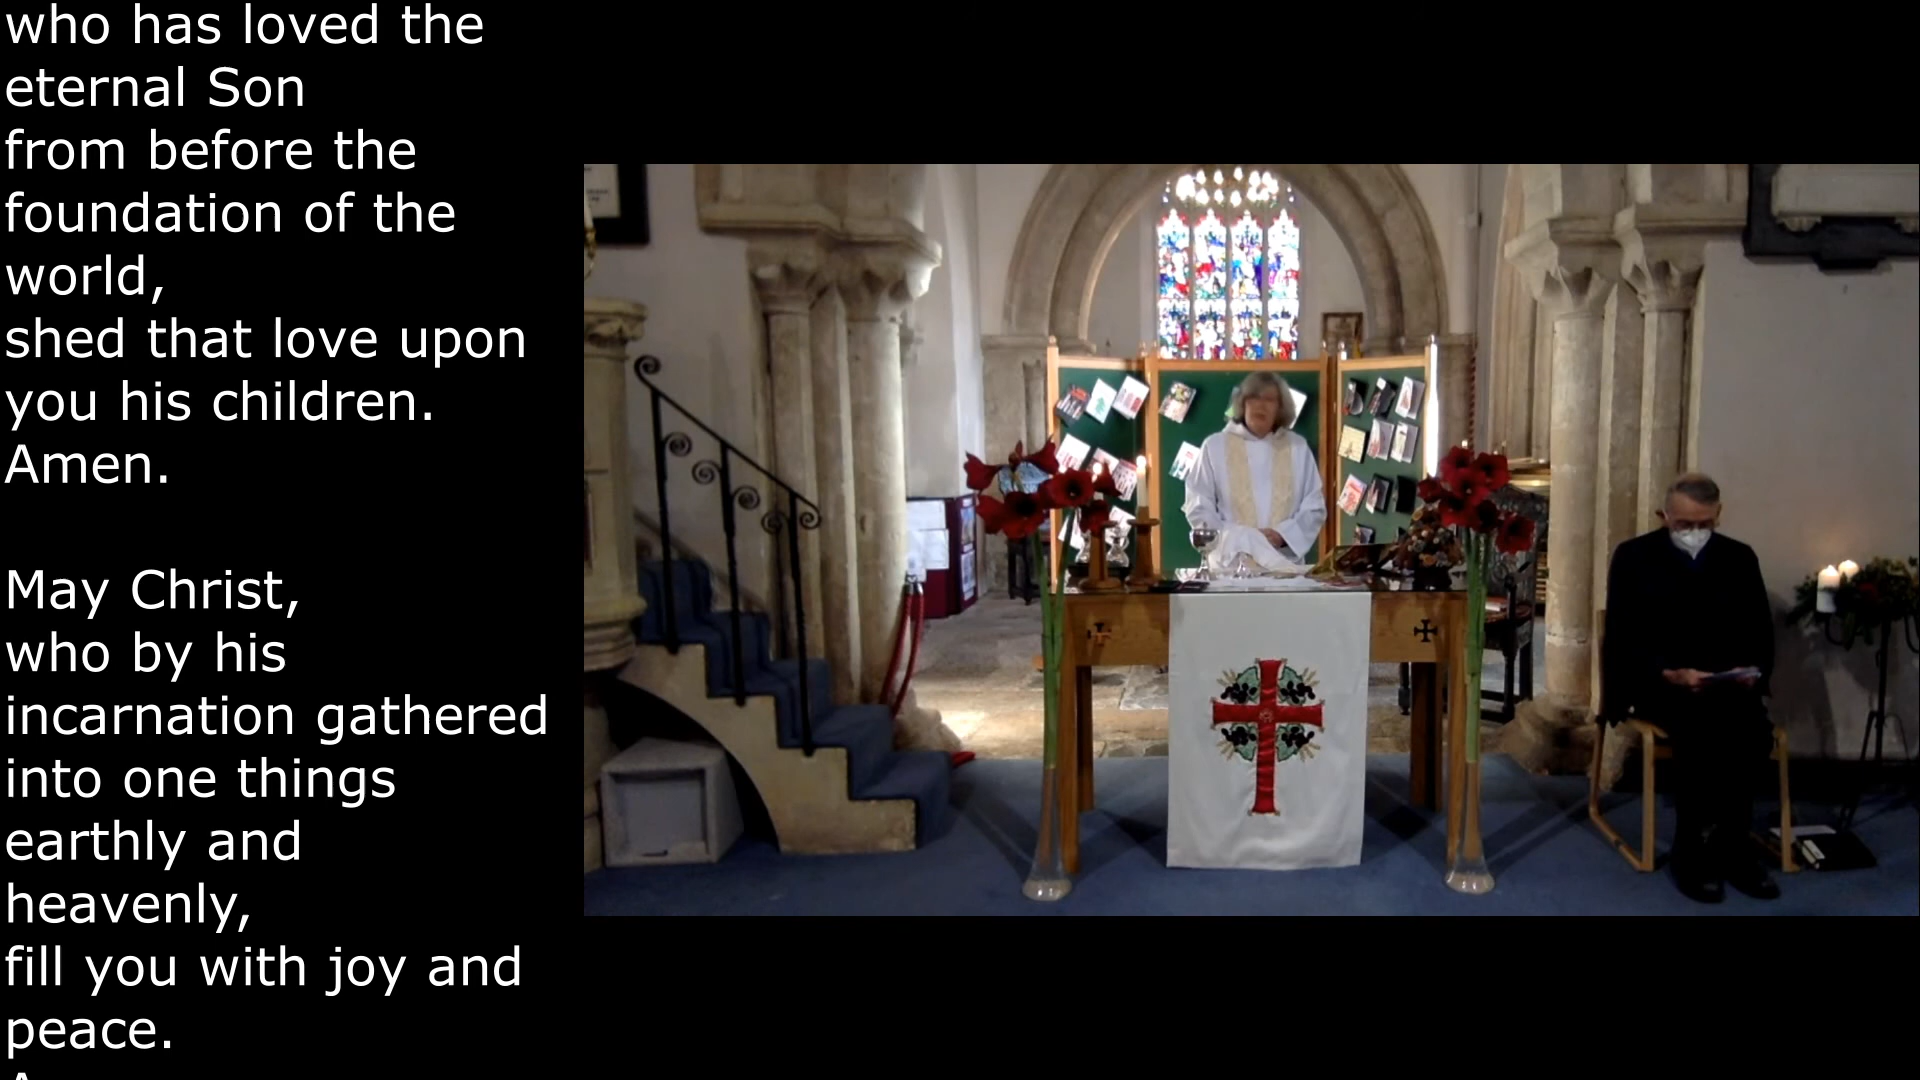 who has loved the
eternal Son
from before the
foundation of the
world,
shed that love upon
you his children.
Amen.
May Christ,
who by his
incarnation gathered
into one things
earthly and
heavenly,
fill you with joy and
peace.